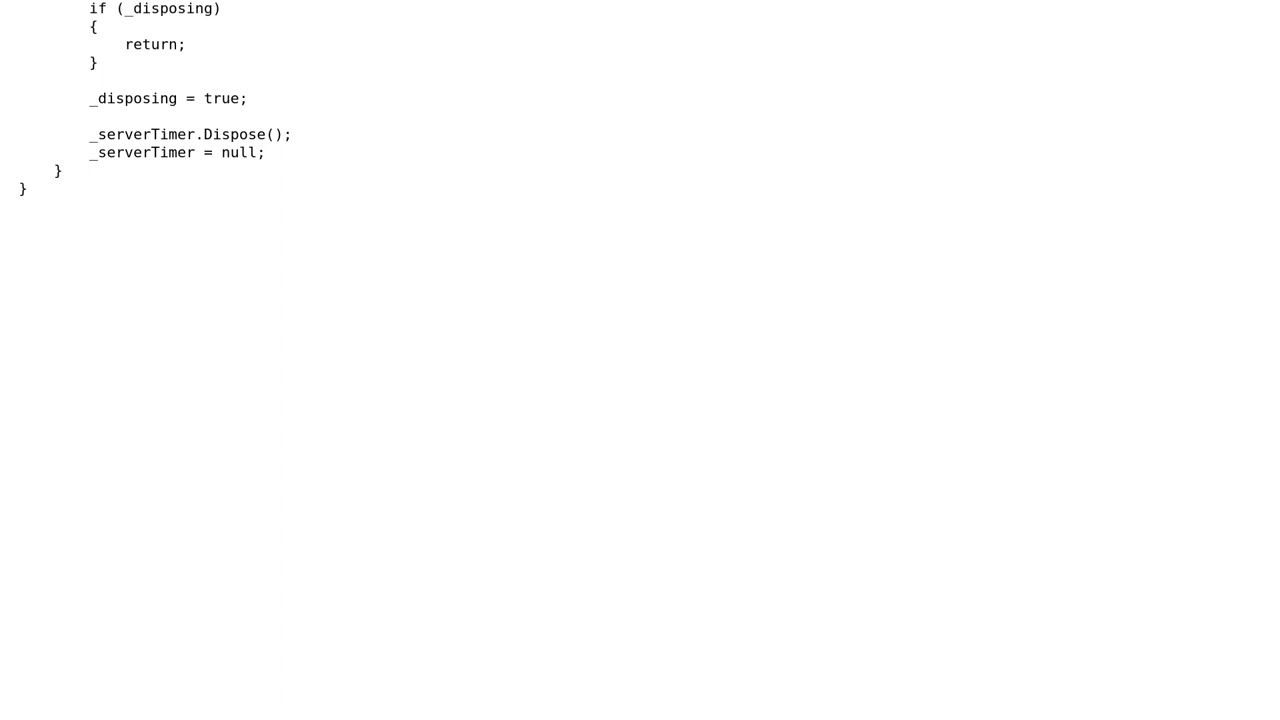 if (_disposing)
        {
            return;
        }

        _disposing = true;

        _serverTimer.Dispose();
        _serverTimer = null;
    }
}